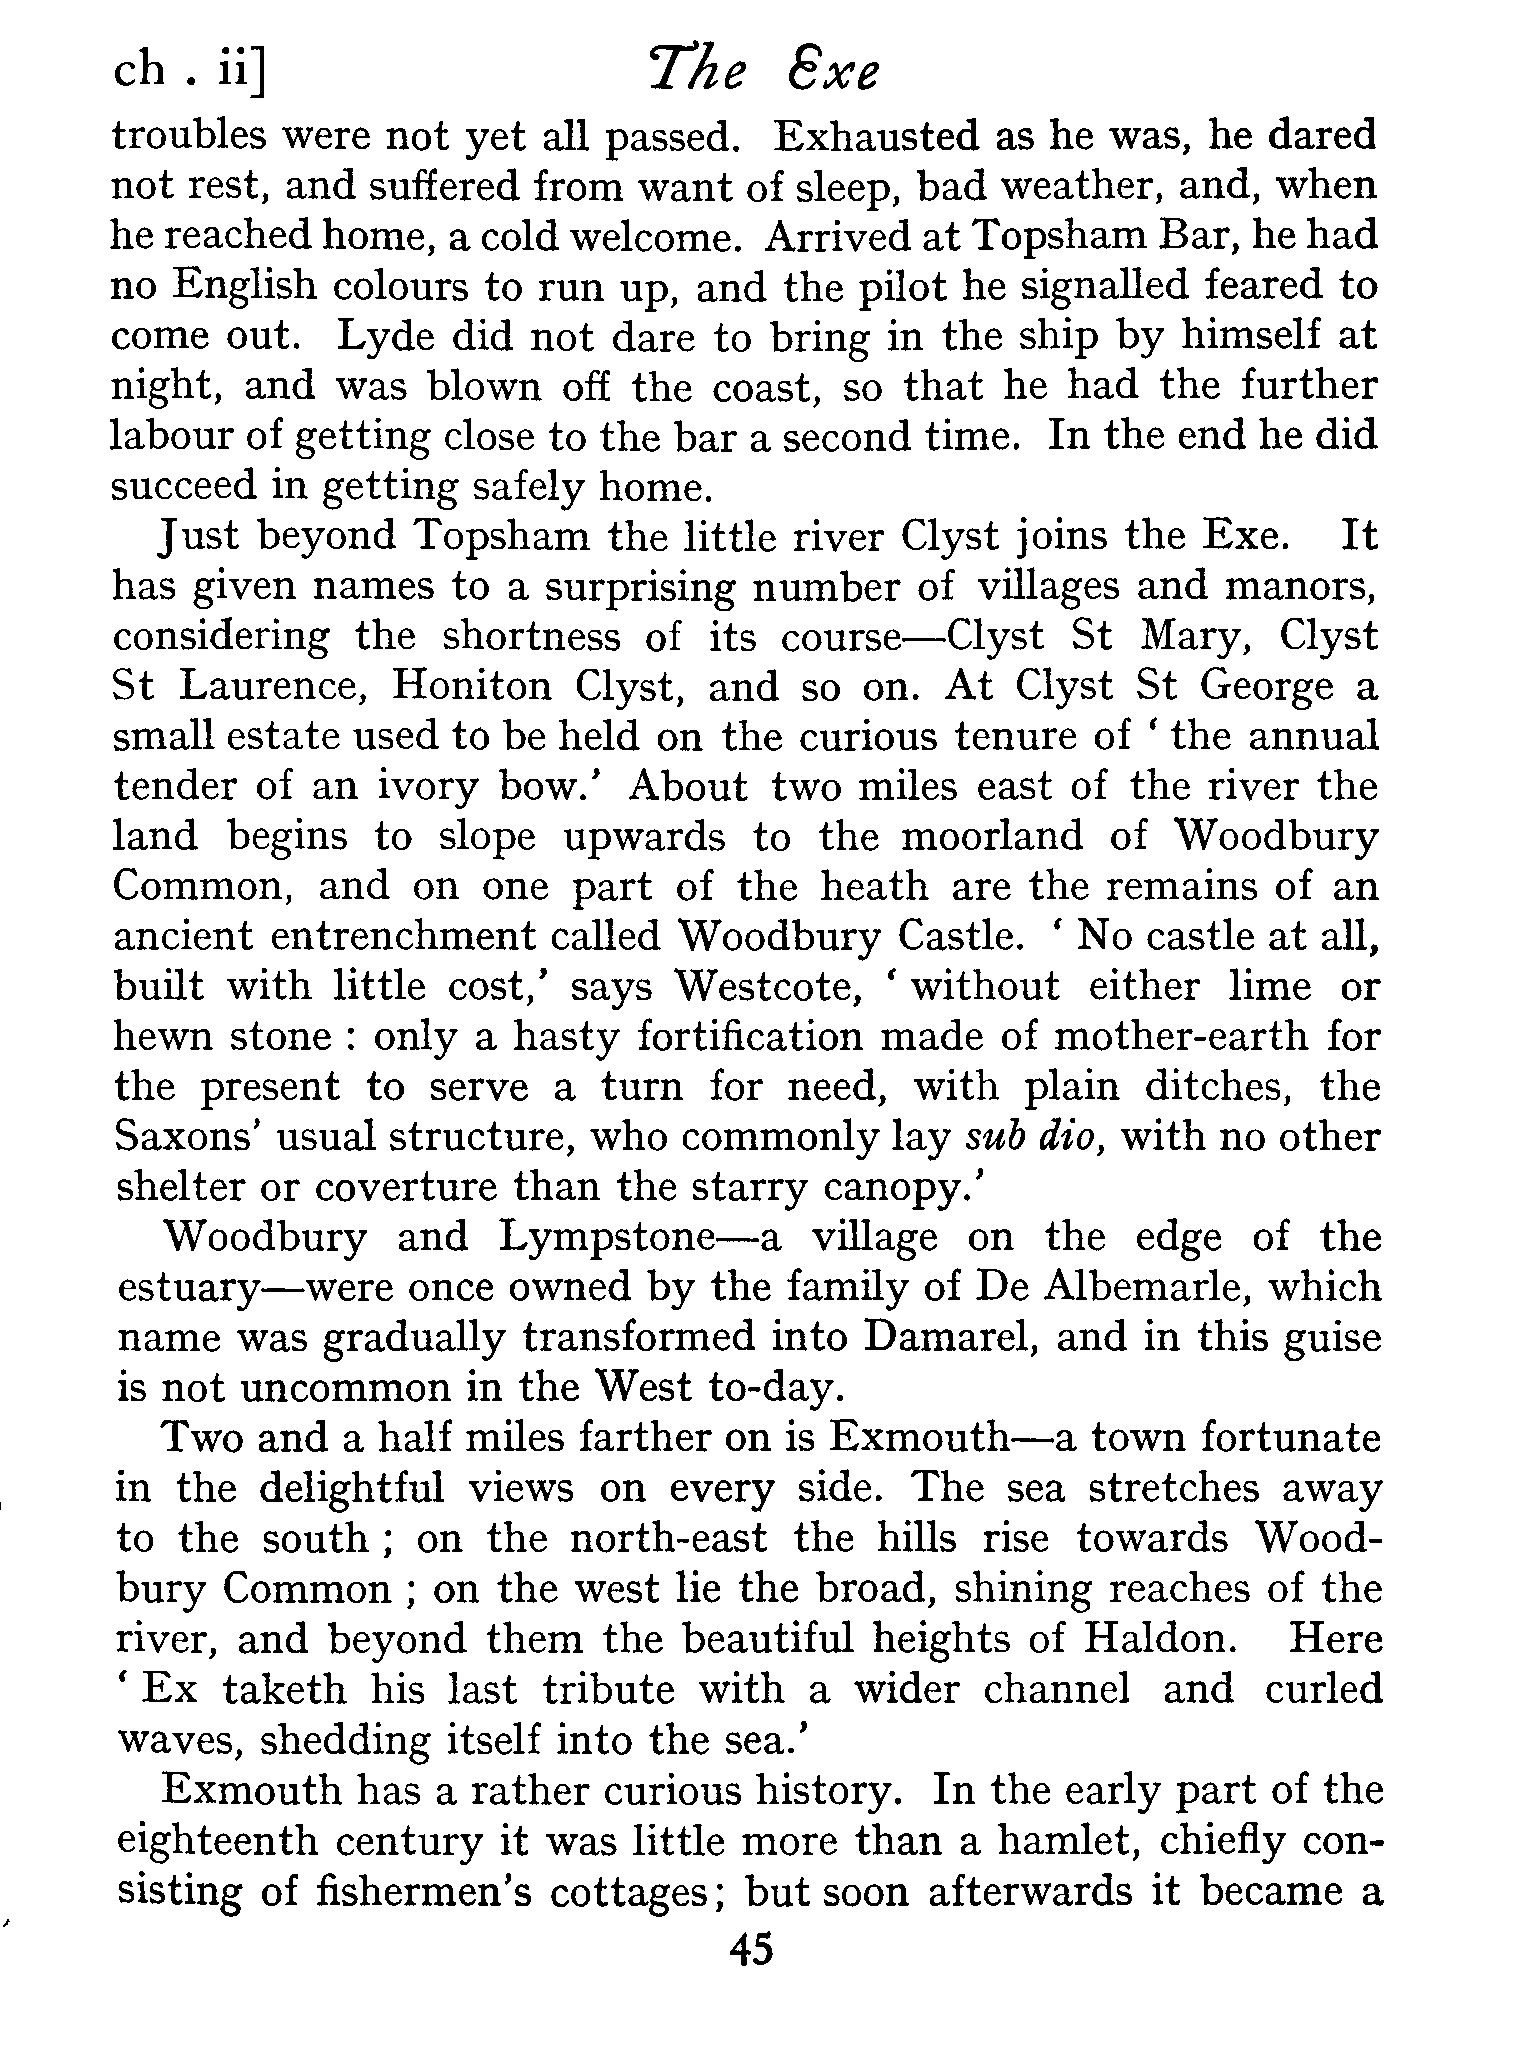 ch . ii] The Exe
troubles were not yet all passed. Exhausted as he was, he dared
not rest, and suffered from want of sleep, bad weather, and, when
he reached home, a cold welcome. Arrived at Topsham Bar, he had
no English colours to run up, and the pilot he signalled feared to
come out. Lyde did not dare to bring in the ship by himself at
night, and was blown off the coast, so that he had the further
labour of getting close to the bar a second time. In the end he did
succeed in getting safely home.
Just beyond Topsham the little river Clyst joins the Exe. It
has given names to a surprising number of villages and manors,
considering the shortness of its course—Clyst St Mary, Clyst
St Laurence, Honiton Clyst, and so on. At Clyst St George a
small estate used to be held on the curious tenure of ‘ the annual
tender of an ivory bow.’ About two miles east of the river the
land begins to slope upwards to the moorland of Woodbury
Common, and on one part of the heath are the remains of an
ancient entrenchment called Woodbury Castle. ‘ No castle at all,
built with little cost,’ says Westcote, ‘ without either lime or
hewn stone : only a hasty fortification made of mother-earth for
the present to serve a turn for need, with plain ditches, the
Saxons’ usual structure, who commonly lay sub dio, with no other
shelter or coverture than the starry canopy.’
Woodbury and Lympstone—a village on the edge of the
estuary—were once owned by the family of De Albemarle, which
name was gradually transformed into Damarel, and in this guise
is not uncommon in the West to-day.
Two and a half miles farther on is Exmouth—a town fortunate
in the delightful views on every side. The sea stretches away
to the south ; on the north-east the hills rise towards Wood-
bury Common ; on the west lie the broad, shining reaches of the
river, and beyond them the beautiful heights of Haldon. Here
‘ Ex taketh his last tribute with a wider channel and curled
waves, shedding itself into the sea.’
Exmouth has a rather curious history. In the early part of the
eighteenth century it was little more than a hamlet, chiefly con-
sisting of fishermen’s cottages; but soon afterwards it became a
45